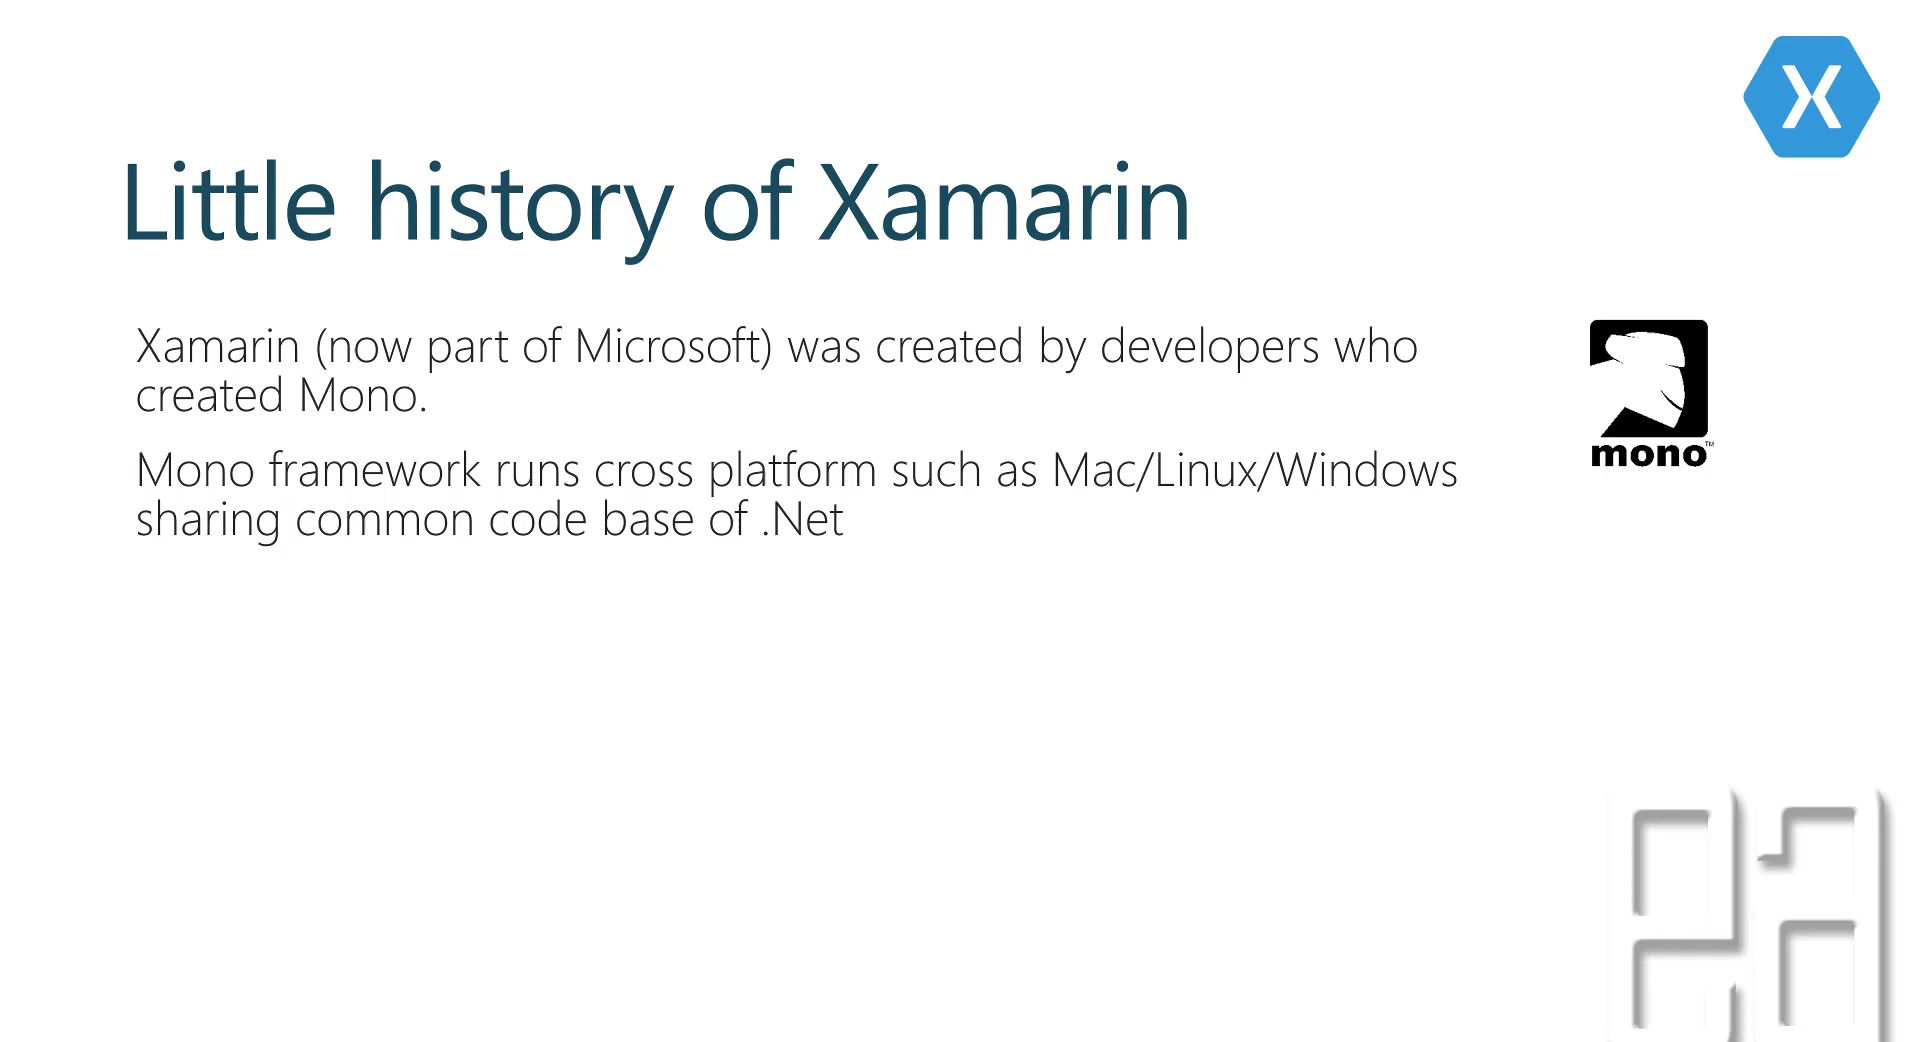 X
Little history of Xamarin
Xamarin (now part of Microsoft) was created by developers who
created Mono.
mono™
Mono framework runs cross platform such as Mac/Linux/Windows
sharing common code base of .Net